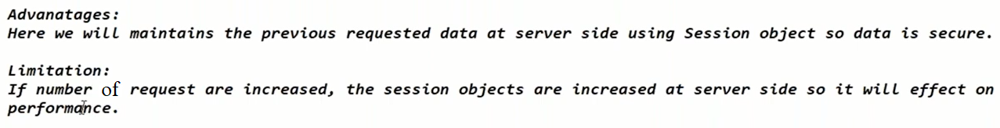 Advanatages:
Here we will maintains the previous requested data at server side using Session object so data is secure.
Limitation:
If number of request are increased, the session objects are increased at server side so it will effect on
performance.